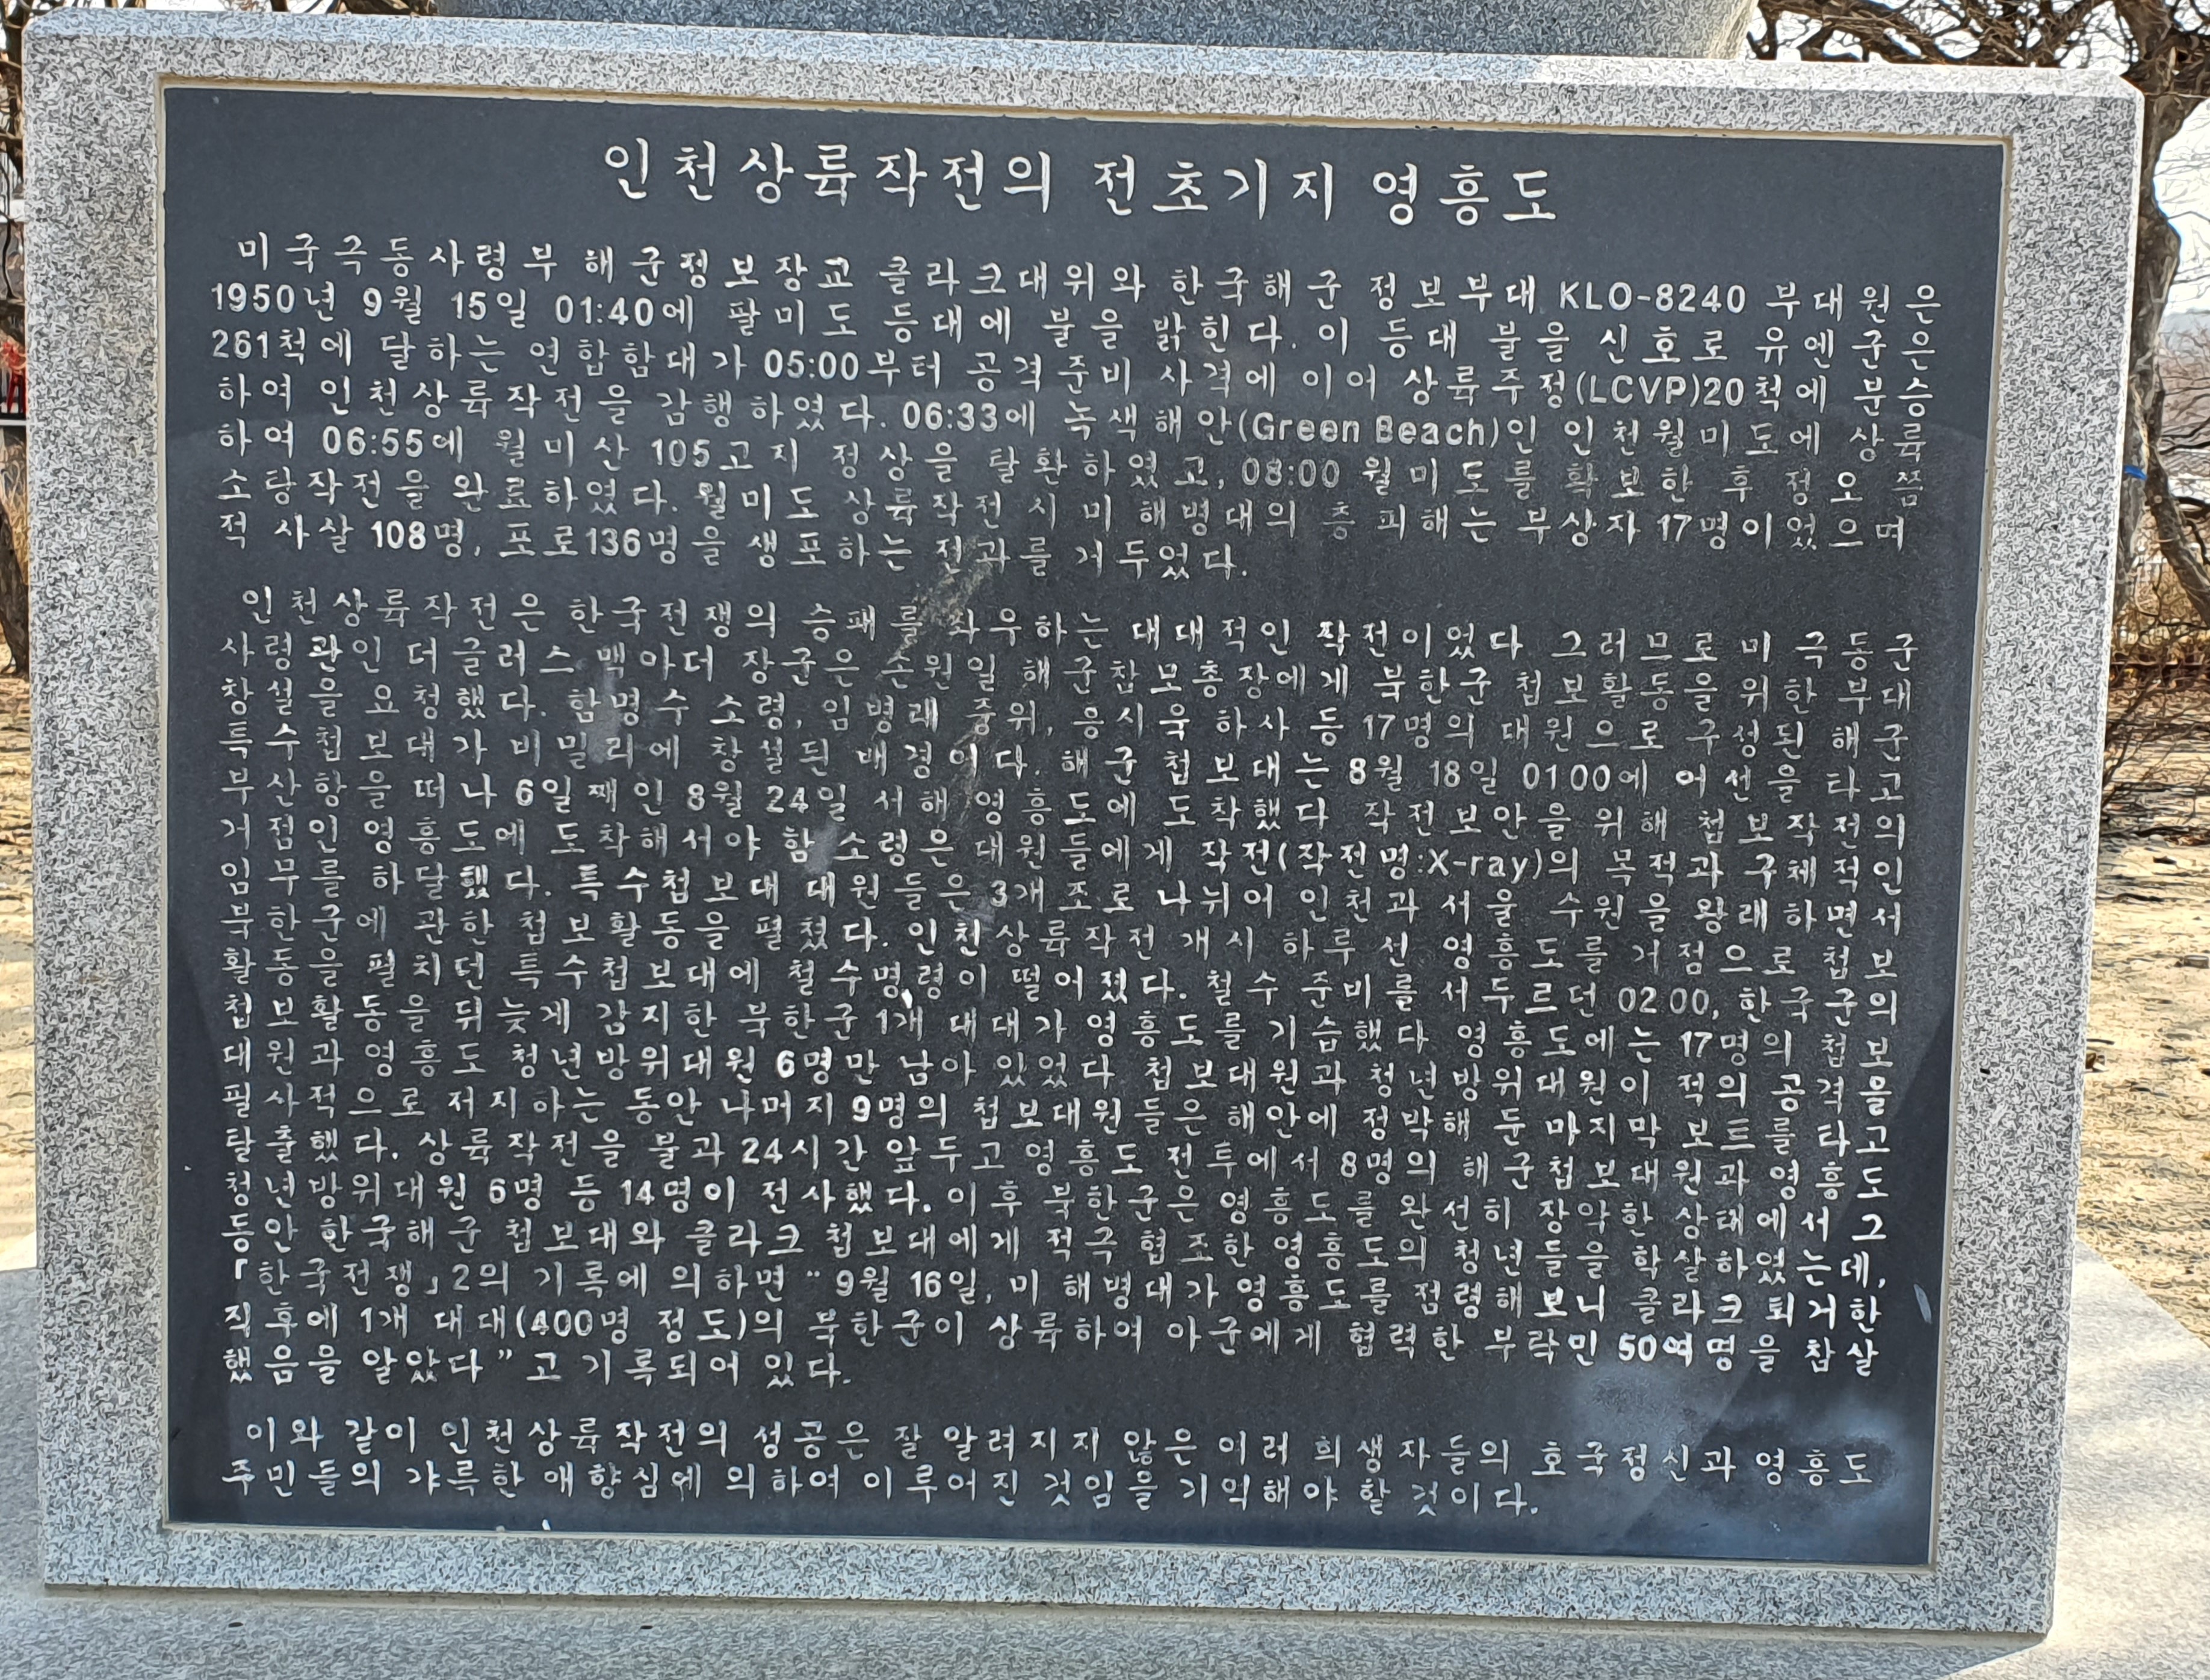 인천상륙작전의 전초기지 영흥도
미국극동사령부 해군정보장교 클라크대위와 한국해군 정보부대 KLO-8240 부대원은
1950년 9월 15일 01:40에 팔미도 등대에 불을 밝힌다. 이 등대 불을 신호로 유엔군은
261척에 달하는 연합함대가 05:00부터 공격준비 사격에 이어 상륙주정(LCVP)20척에 분승
하여 인천상륙작전을 감행하였다. 06:33에 녹색해안(Green Beach)인 인천월미도에 상륙
하여 06:55에 월미산 105고지 정상을 탈환하였고, 08:00 월미도를 확보한 후 정오쯤
소탕작전을 완료하였다. 월미도 상륙작전 시 미 해병대의 총 피해는 부상자 17명이었으며
적 사살 108명, 포로136명을 생포하는 전과를 거두었다.
인천상륙작전은 한국전쟁의 승패를 좌우하는 대대적인 작전이었다 그러므로 미 극동군
사령관인 더글러스 맥아더 장군은 손원일 해군참모총장에게 북한군 첩보활동을 위한 부대
창설을 요청했다. 함명수 소령, 임병래 중위, 홍시욱 하사 등 17명의 대원으로 구성된 해군
특수첩보대가 비밀리에 창설된 배경이다. 해군 첩보대는 8월 18일 01 00에 어선을 타고
부산항을 떠나 6일째인 8월 24일 서해 영흥도에 도착했다 작전보안을 위해 첩보작전의
거점인 영흥도에 도착해서야 함 소령은 대원들에게 작전(작전명:X-ray)의 목적과 구체적인
임무를 하달했다. 특수첩보대 대원들은 3개조로 나뉘어 인천과 서울 수원을 왕래하면서
북한군에 관한 첩보활동을 펼쳤다. 인천상륙작전 개시 하루 전 영흥도를 거점으로 첩보
활동을 펼치던 특수첩보대에 철수명령이 떨어졌다. 철수 준비를 서두르던 02 00, 한국군의
첩보활동을 뒤늦게 감지한 북한군 1개 대대가 영흥도를 기습했다 영흥도에는 17명의 첩보
대원과 영흥도 청년방위대원 6명만 남아 있었다 첩보대원과 청년방위대원이 적의 공격을
필사적으로 저지하는 동안 나머지 9명의 첩보대원들은 해안에 정박해 둔 마지막 보트를 타고
탈출했다. 상륙작전을 불과 24시간 앞두고 영흥도 전투에서 8명의 해군첩보대원과 영흥도
청년방위대원 6명 등 14명이 전사했다. 이후 북한군은 영흥도를 완전히 장악한 상태에서 그
동안 한국해군 첩보대와 클라크 첩보대에게 적극 협조한 영흥도의 청년들을 학살하였는데,
「한국전쟁」2의 기록에 의하면 "9월 16일, 미 해병대가 영흥도를 점령해 보니 클라크 퇴거한
직후에 1개 대대(400명 정도)의 북한군이 상륙하여 아군에게 협력한 부락민 50여명을 참살
했음을 알았다"고 기록되어 있다.
이와 같이 인천상륙작전의 성공은 잘 알려지지 않은 여러 희생자들의 호국정신과 영흥도
주민들의 갸륵한 애향심에 의하여 이루어진 것임을 기억해야 할 것이다.